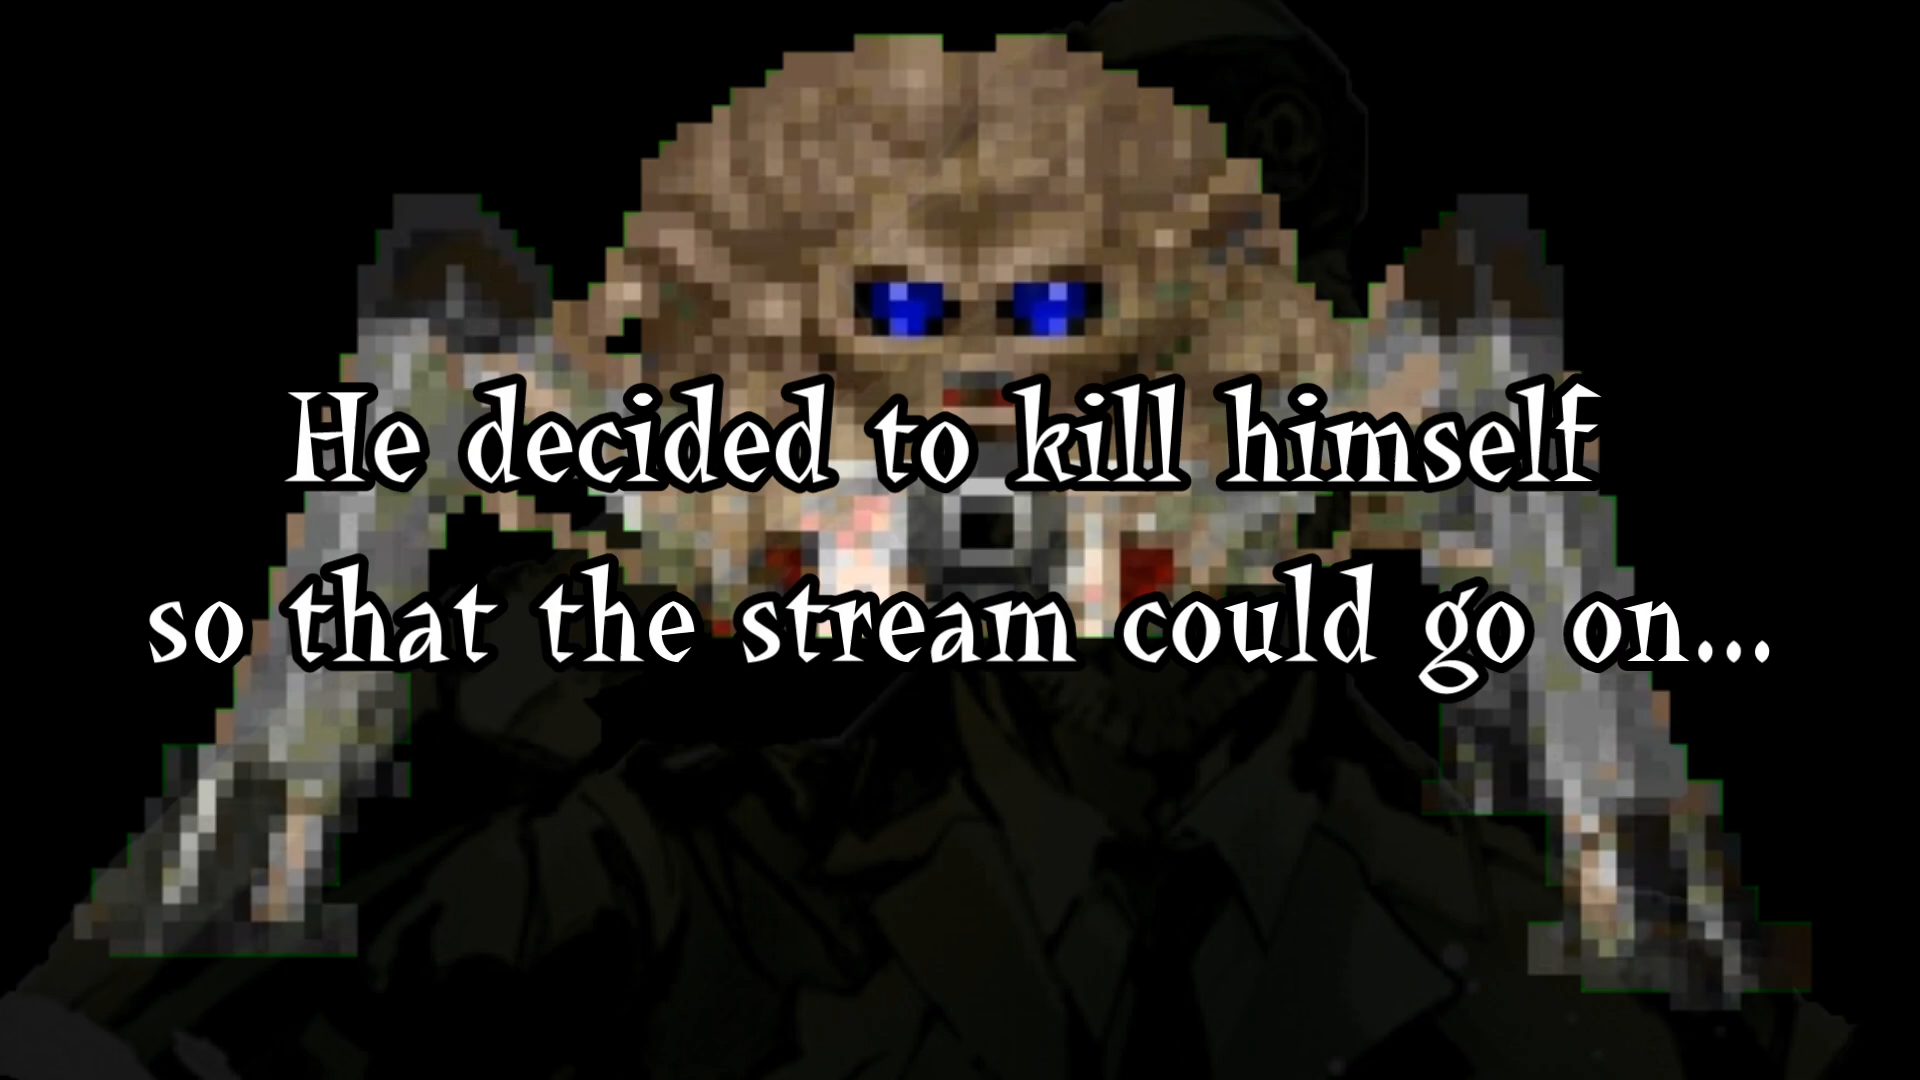 He decided to kill himself
so that the stream could go on...